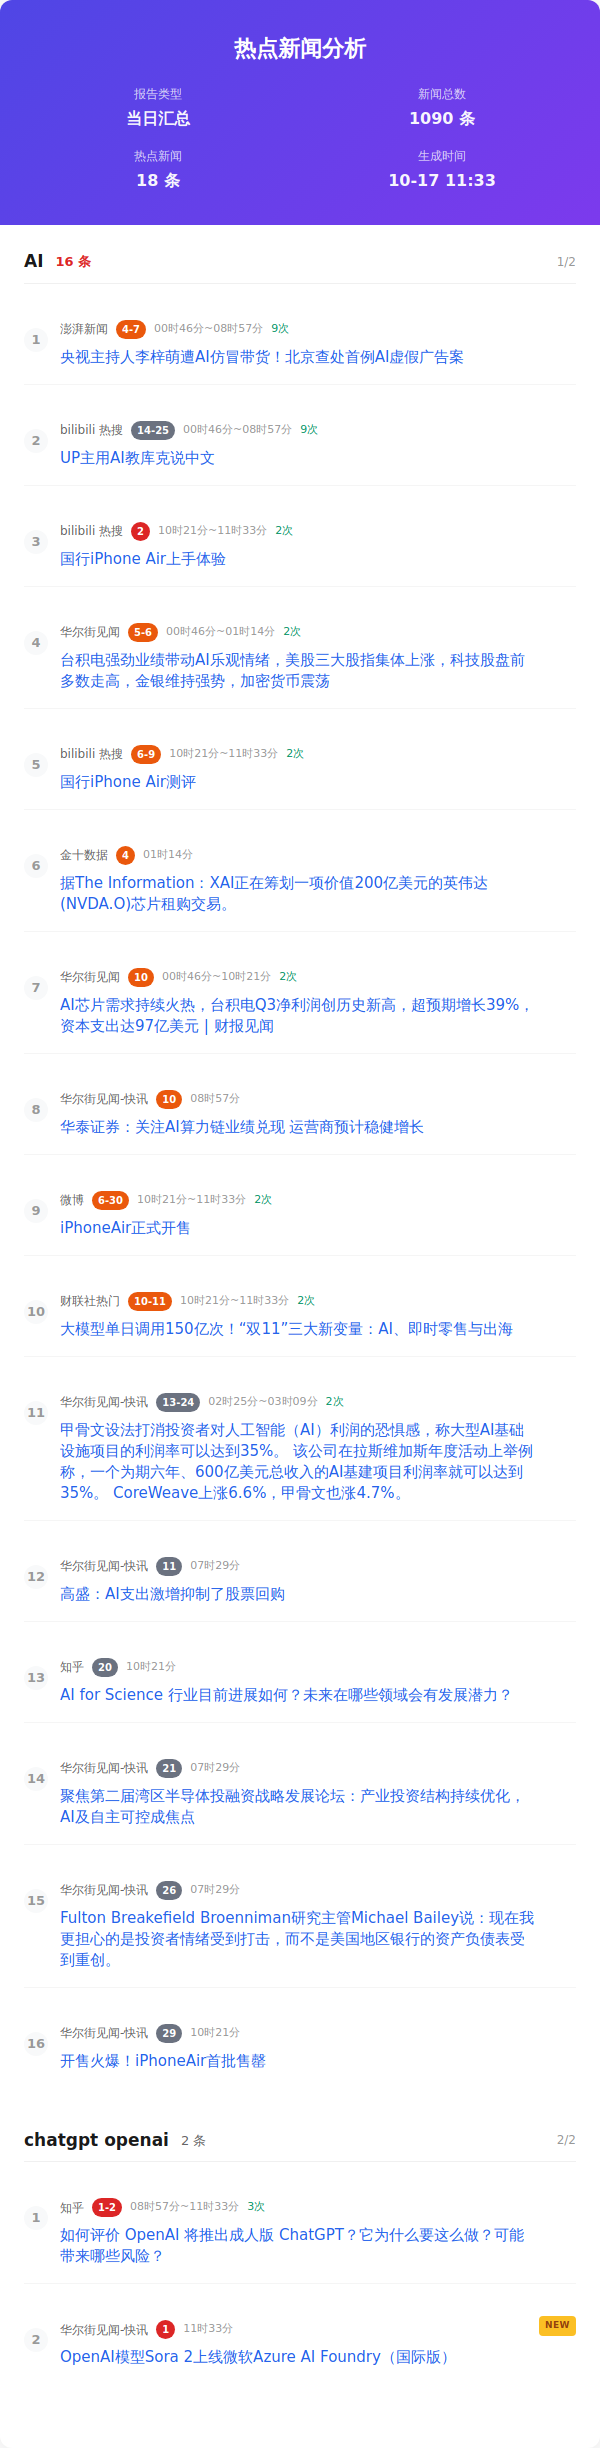 热点新闻分析
报告类型
新闻总数
当日汇总
1090 条
热点新闻
生成时间
18 条
10-17 11:33
AI 16 条 1/2
1 澎湃新闻 4-7 00时46分~08时57分 9次
央视主持人李梓萌遭AI仿冒带货！北京查处首例AI虚假广告案
2 bilibili 热搜 14-25 00时46分~08时57分 9次
UP主用AI教库克说中文
3 bilibili 热搜 2 10时21分~11时33分 2次
国行iPhone Air上手体验
4 华尔街见闻 5-6 00时46分~01时14分 2次
台积电强劲业绩带动AI乐观情绪，美股三大股指集体上涨，科技股盘前
多数走高，金银维持强势，加密货币震荡
5 bilibili 热搜 6-9 10时21分~11时33分 2次
国行iPhone Air测评
6 金十数据 4 01时14分
据The Information：XAI正在筹划一项价值200亿美元的英伟达
(NVDA.O)芯片租购交易。
7 华尔街见闻 10 00时46分~10时21分 2次
AI芯片需求持续火热，台积电Q3净利润创历史新高，超预期增长39%，
资本支出达97亿美元 | 财报见闻
8 华尔街见闻-快讯 10 08时57分
华泰证券：关注AI算力链业绩兑现 运营商预计稳健增长
9 微博 6-30 10时21分~11时33分 2次
iPhoneAir正式开售
10 财联社热门 10-11 10时21分~11时33分 2次
大模型单日调用150亿次！“双11”三大新变量：AI、即时零售与出海
11 华尔街见闻-快讯 13-24 02时25分~03时09分 2次
甲骨文设法打消投资者对人工智能（AI）利润的恐惧感，称大型AI基础
设施项目的利润率可以达到35%。 该公司在拉斯维加斯年度活动上举例
称，一个为期六年、600亿美元总收入的AI基建项目利润率就可以达到
35%。 CoreWeave上涨6.6%，甲骨文也涨4.7%。
12 华尔街见闻-快讯 11 07时29分
高盛：AI支出激增抑制了股票回购
13 知乎 20 10时21分
AI for Science 行业目前进展如何？未来在哪些领域会有发展潜力？
14 华尔街见闻-快讯 21 07时29分
聚焦第二届湾区半导体投融资战略发展论坛：产业投资结构持续优化，
AI及自主可控成焦点
15 华尔街见闻-快讯 26 07时29分
Fulton Breakefield Broenniman研究主管Michael Bailey说：现在我
更担心的是投资者情绪受到打击，而不是美国地区银行的资产负债表受
到重创。
16 华尔街见闻-快讯 29 10时21分
开售火爆！iPhoneAir首批售罄
chatgpt openai 2 条 2/2
1 知乎 1-2 08时57分~11时33分 3次
如何评价 OpenAI 将推出成人版 ChatGPT？它为什么要这么做？可能
带来哪些风险？
2 华尔街见闻-快讯 1 11时33分 NEW
OpenAI模型Sora 2上线微软Azure AI Foundry（国际版）